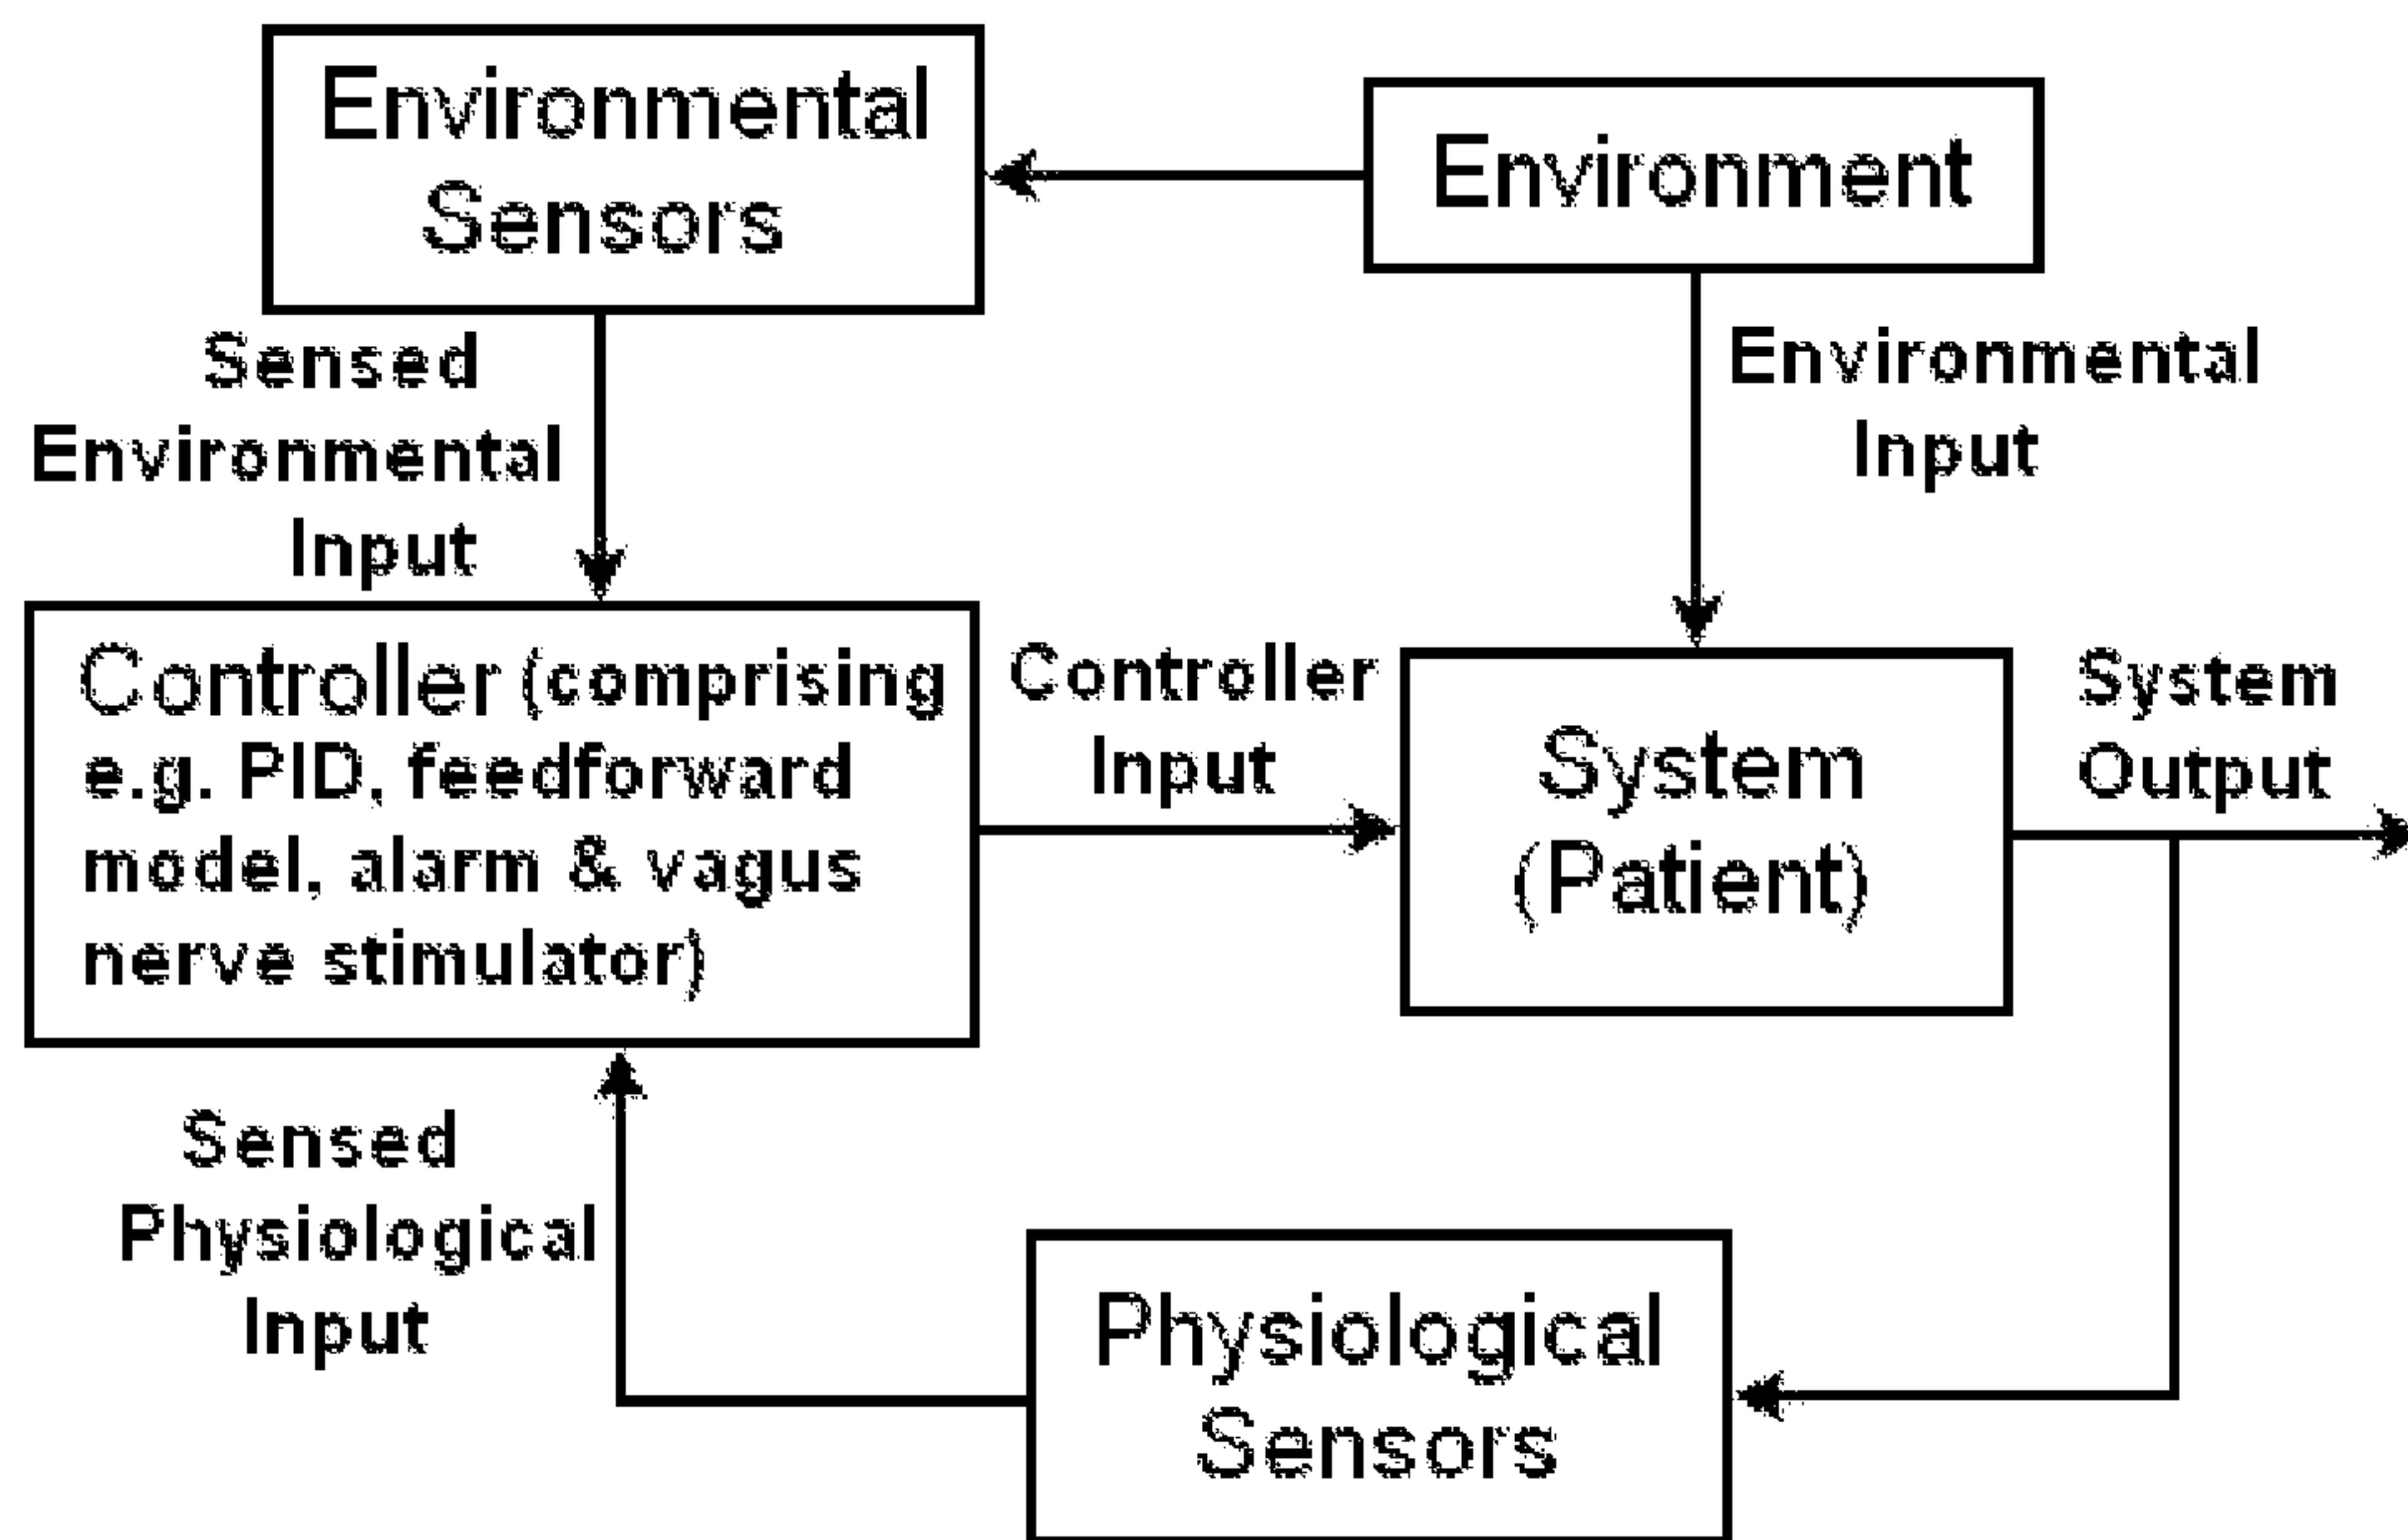 Environmental
Sensors
Environment
Sensed
Environmental
Input
Environmental
Input
Controller (comprising
e.g. PID, feedforward
model, alarm & vagus
nerve stimulator)
Controller
Input
System
(Patient)
System
Output
Sensed
Physiological
Input
Physiological
Sensors